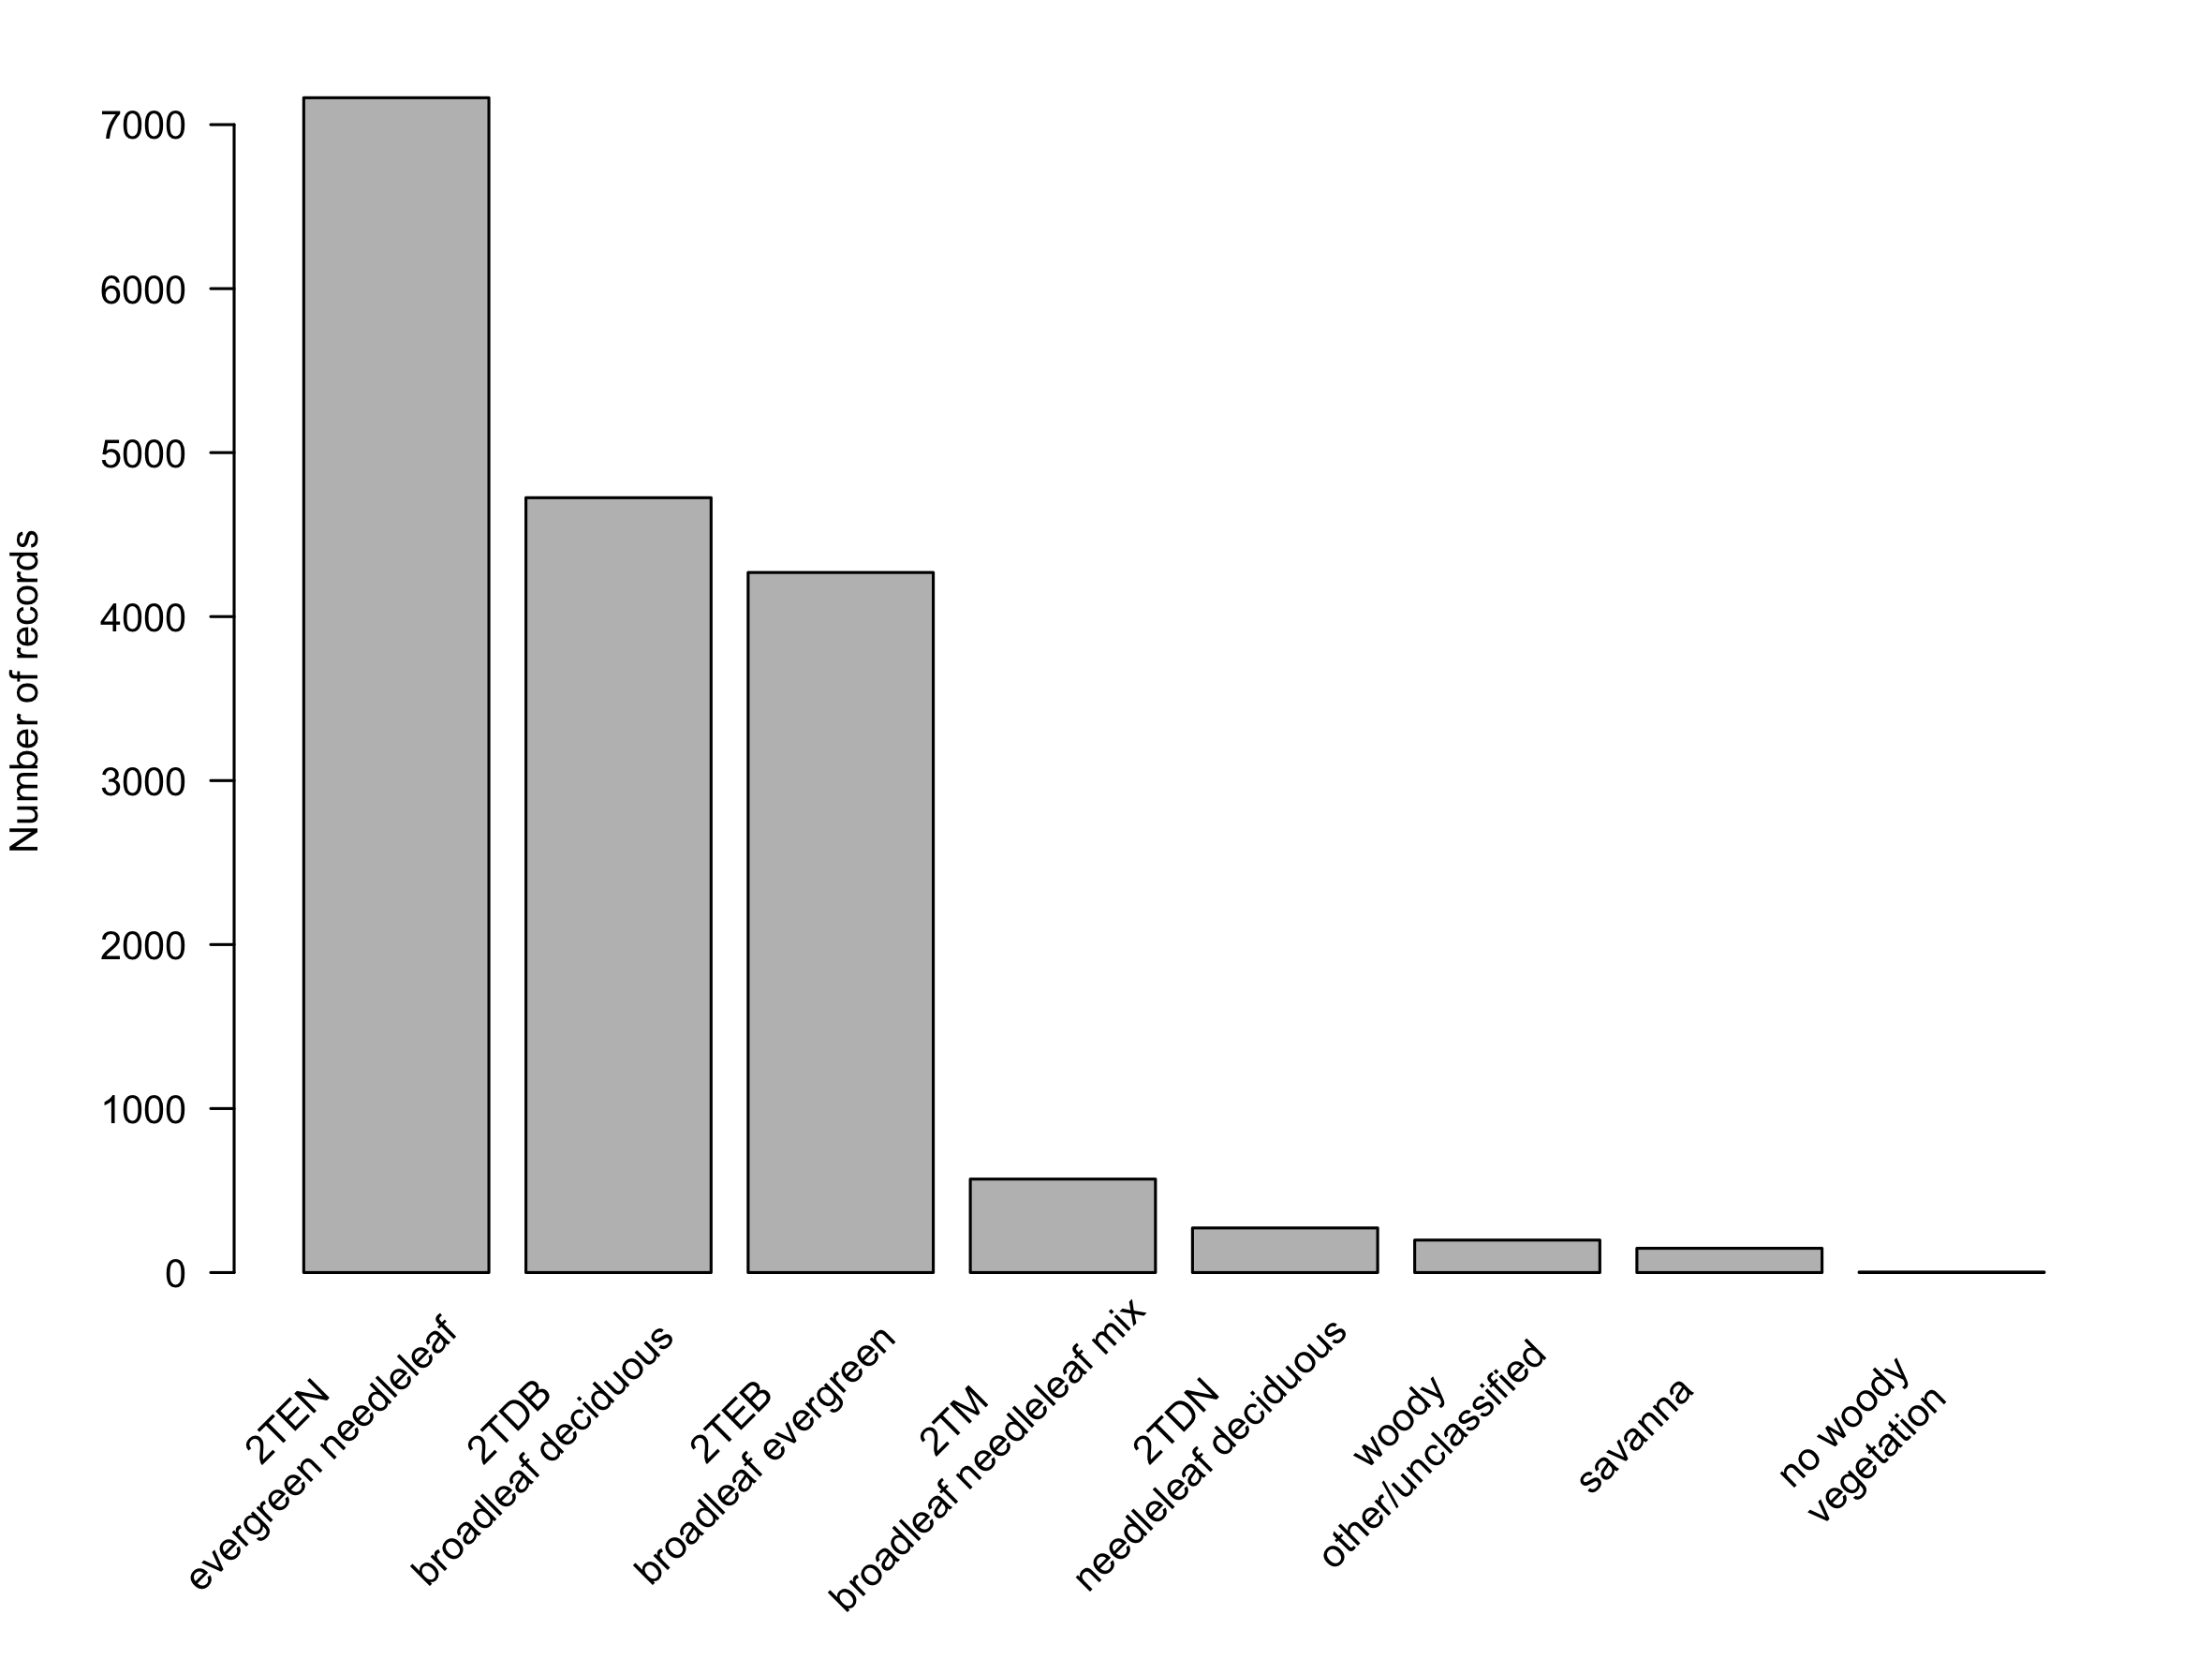 Number of records
7000
6000
5000
4000
3000
2000
1000
0
2TEN
evergreen needleleaf
2TDB
broadleaf deciduous
2TEB
broadleaf evergreen
2TM
broadleaf needleleaf mix
2TDN
needleleaf deciduous
woody
other/unclassified
savanna
no woody
vegetation